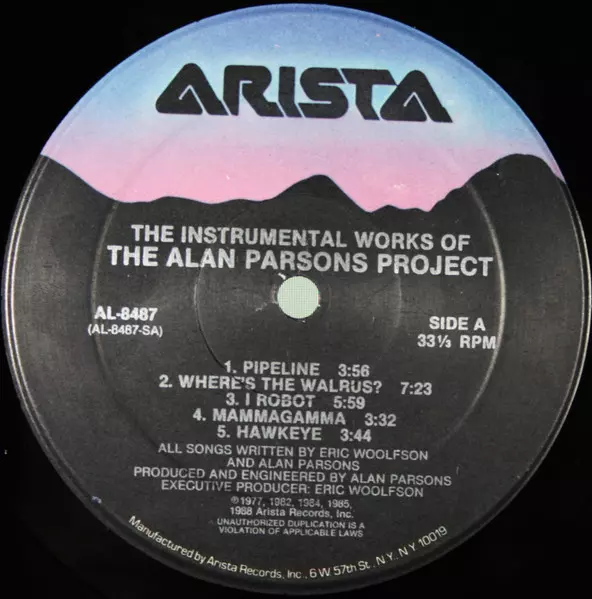 ARISTA
THE INSTRUMENTAL WORKS OF
THE ALAN PARSONS PROJECT
AL-8487
(AL-8487-SA)
SIDE A
33⅓ RPM
1. PIPELINE 3:56
2. WHERE'S THE WALRUS? 7:23
3. I ROBOT 5:59
4. MAMMAGAMMA 3:32
5. HAWKEYE 3:44
ALL SONGS WRITTEN BY ERIC WOOLFSON
AND ALAN PARSONS
PRODUCED AND ENGINEERED BY ALAN PARSONS
EXECUTIVE PRODUCER: ERIC WOOLFSON
℗1977, 1982, 1984, 1985,
1988 Arista Records, Inc.
UNAUTHORIZED DUPLICATION IS A
VIOLATION OF APPLICABLE LAWS
Manufactured by Arista Records, Inc., 6 W. 57th St., N.Y. N.Y. 10019